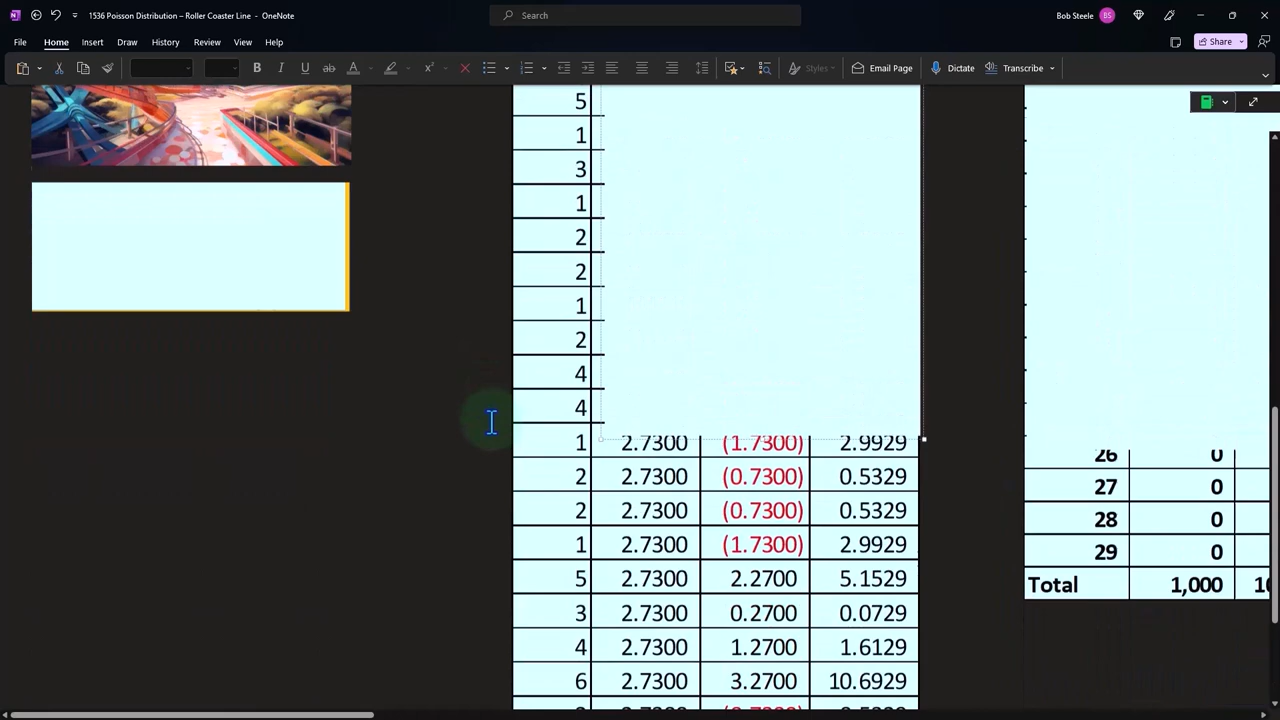 1536 Poisson Distribution – Roller Coaster Line - OneNote
Search
Bob Steele
BS
File Home Insert Draw History Review View Help
Share
B I U ab A x Email Page Styles Dictate Transcribe
5
1
3
1
2
2
1
2
4
4
1 2.7300 (1.7300) 2.9929
26 0
2 2.7300 (0.7300) 0.5329
27 0
2 2.7300 (0.7300) 0.5329
28 0
1 2.7300 (1.7300) 2.9929
29 0
5 2.7300 2.2700 5.1529
Total 1,000
3 2.7300 0.2700 0.0729
4 2.7300 1.2700 1.6129
6 2.7300 3.2700 10.6929